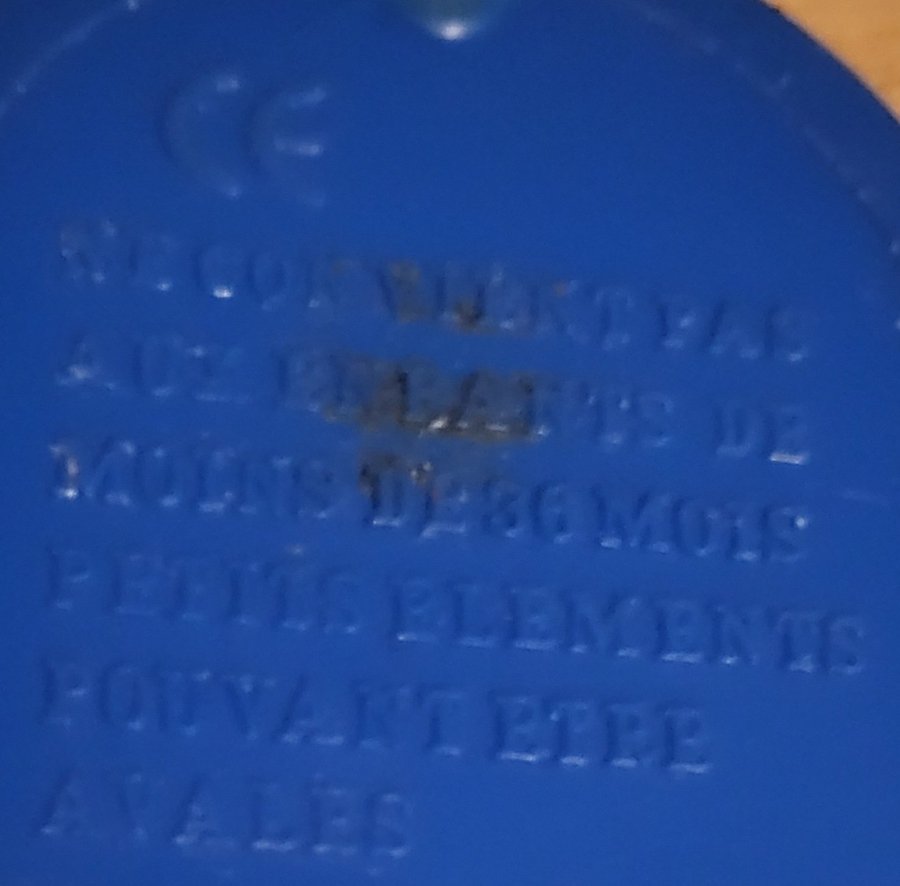 CE
NE CONVIENT PAS
AUX ENFANTS DE
MOINS DE 36 MOIS
PETITS ELEMENTS
POUVANT ETRE
AVALES